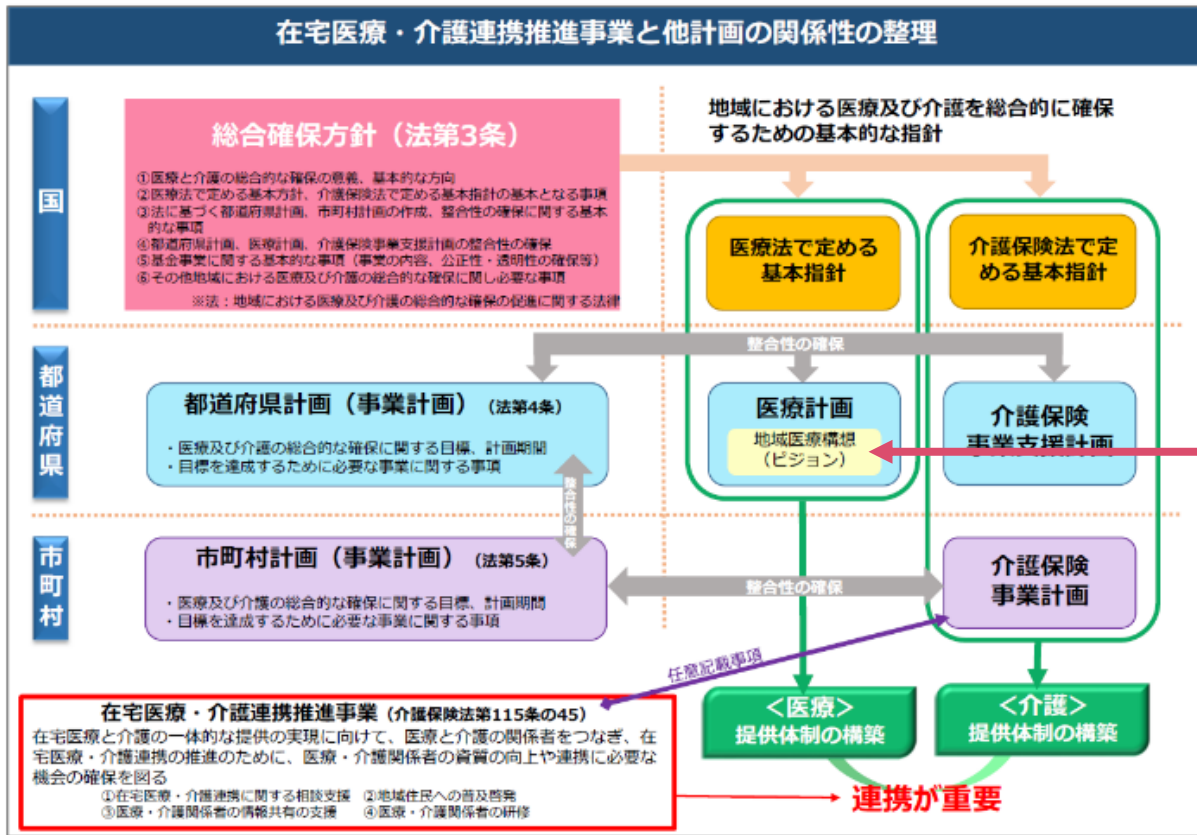 在宅医療・介護連携推進事業と他計画の関係性の整理
国
総合確保方針（法第3条）
①医療と介護の総合的な確保の意義、基本的な方向
②医療法で定める基本方針、介護保険法で定める基本指針の基本となる事項
③法に基づく都道府県計画、市町村計画の作成、整合性の確保に関する基本
的な事項
④都道府県計画、医療計画、介護保険事業支援計画の整合性の確保
⑤基金事業に関する基本的な事項（事業の内容、公正性・透明性の確保等）
⑥その他地域における医療及び介護の総合的な確保に関し必要な事項
※法：地域における医療及び介護の総合的な確保の促進に関する法律
地域における医療及び介護を総合的に確保
するための基本的な指針
医療法で定める
基本指針
介護保険法で定
める基本指針
都道府県
整合性の確保
都道府県計画（事業計画）（法第4条）
・医療及び介護の総合的な確保に関する目標、計画期間
・目標を達成するために必要な事業に関する事項
医療計画
地域医療構想
（ビジョン）
介護保険
事業支援計画
整合性の確保
市町村
市町村計画（事業計画）（法第5条）
・医療及び介護の総合的な確保に関する目標、計画期間
・目標を達成するために必要な事業に関する事項
整合性の確保
介護保険
事業計画
任意記載事項
在宅医療・介護連携推進事業（介護保険法第115条の45）
在宅医療と介護の一体的な提供の実現に向けて、医療と介護の関係者をつなぎ、在
宅医療・介護連携の推進のために、医療・介護関係者の資質の向上や連携に必要な
機会の確保を図る
①在宅医療・介護連携に関する相談支援 ②地域住民への普及啓発
③医療・介護関係者の情報共有の支援 ④医療・介護関係者の研修
＜医療＞
提供体制の構築
＜介護＞
提供体制の構築
連携が重要